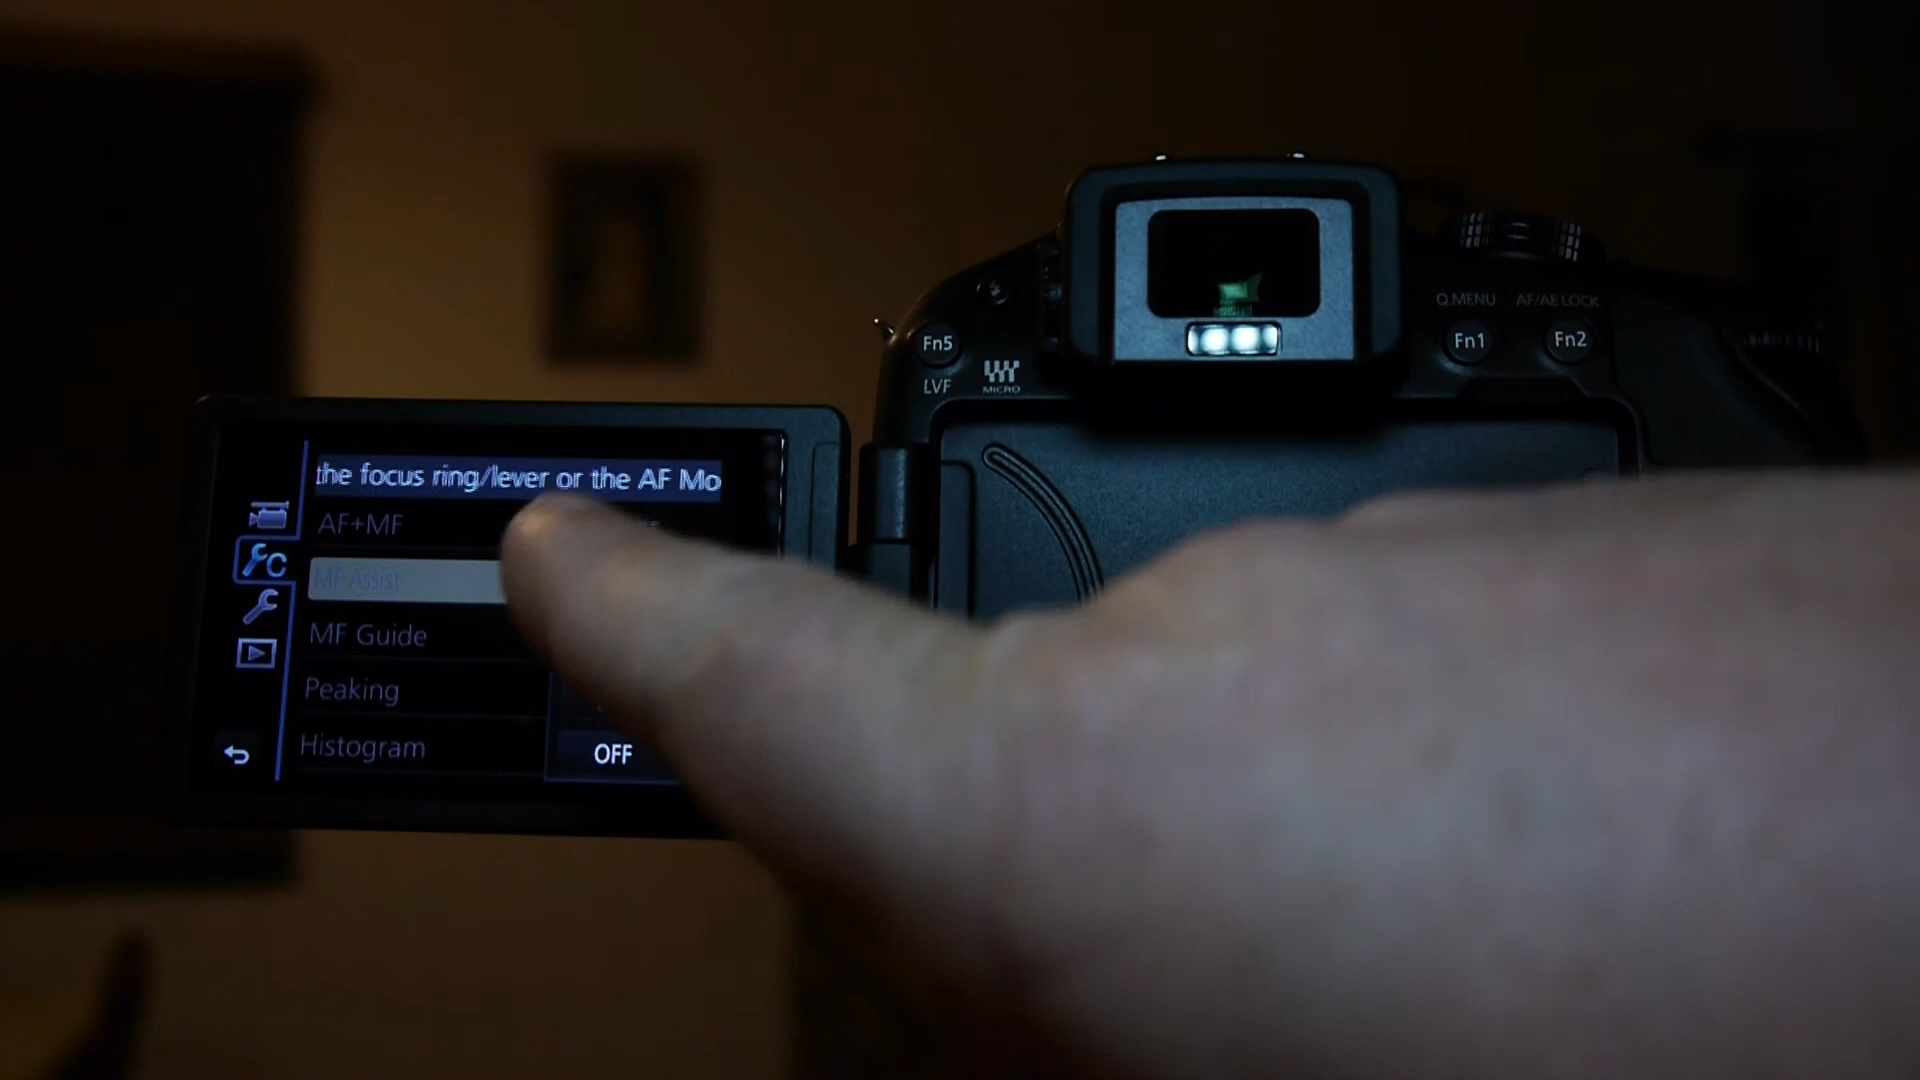 Q.MENU AF/AE LOCK
Fn5
Fn1
Fn2
LVF
MICRO
the focus ring/lever or the AF Mo
AF+MF
MF Assist
MF Guide
Peaking
Histogram
OFF